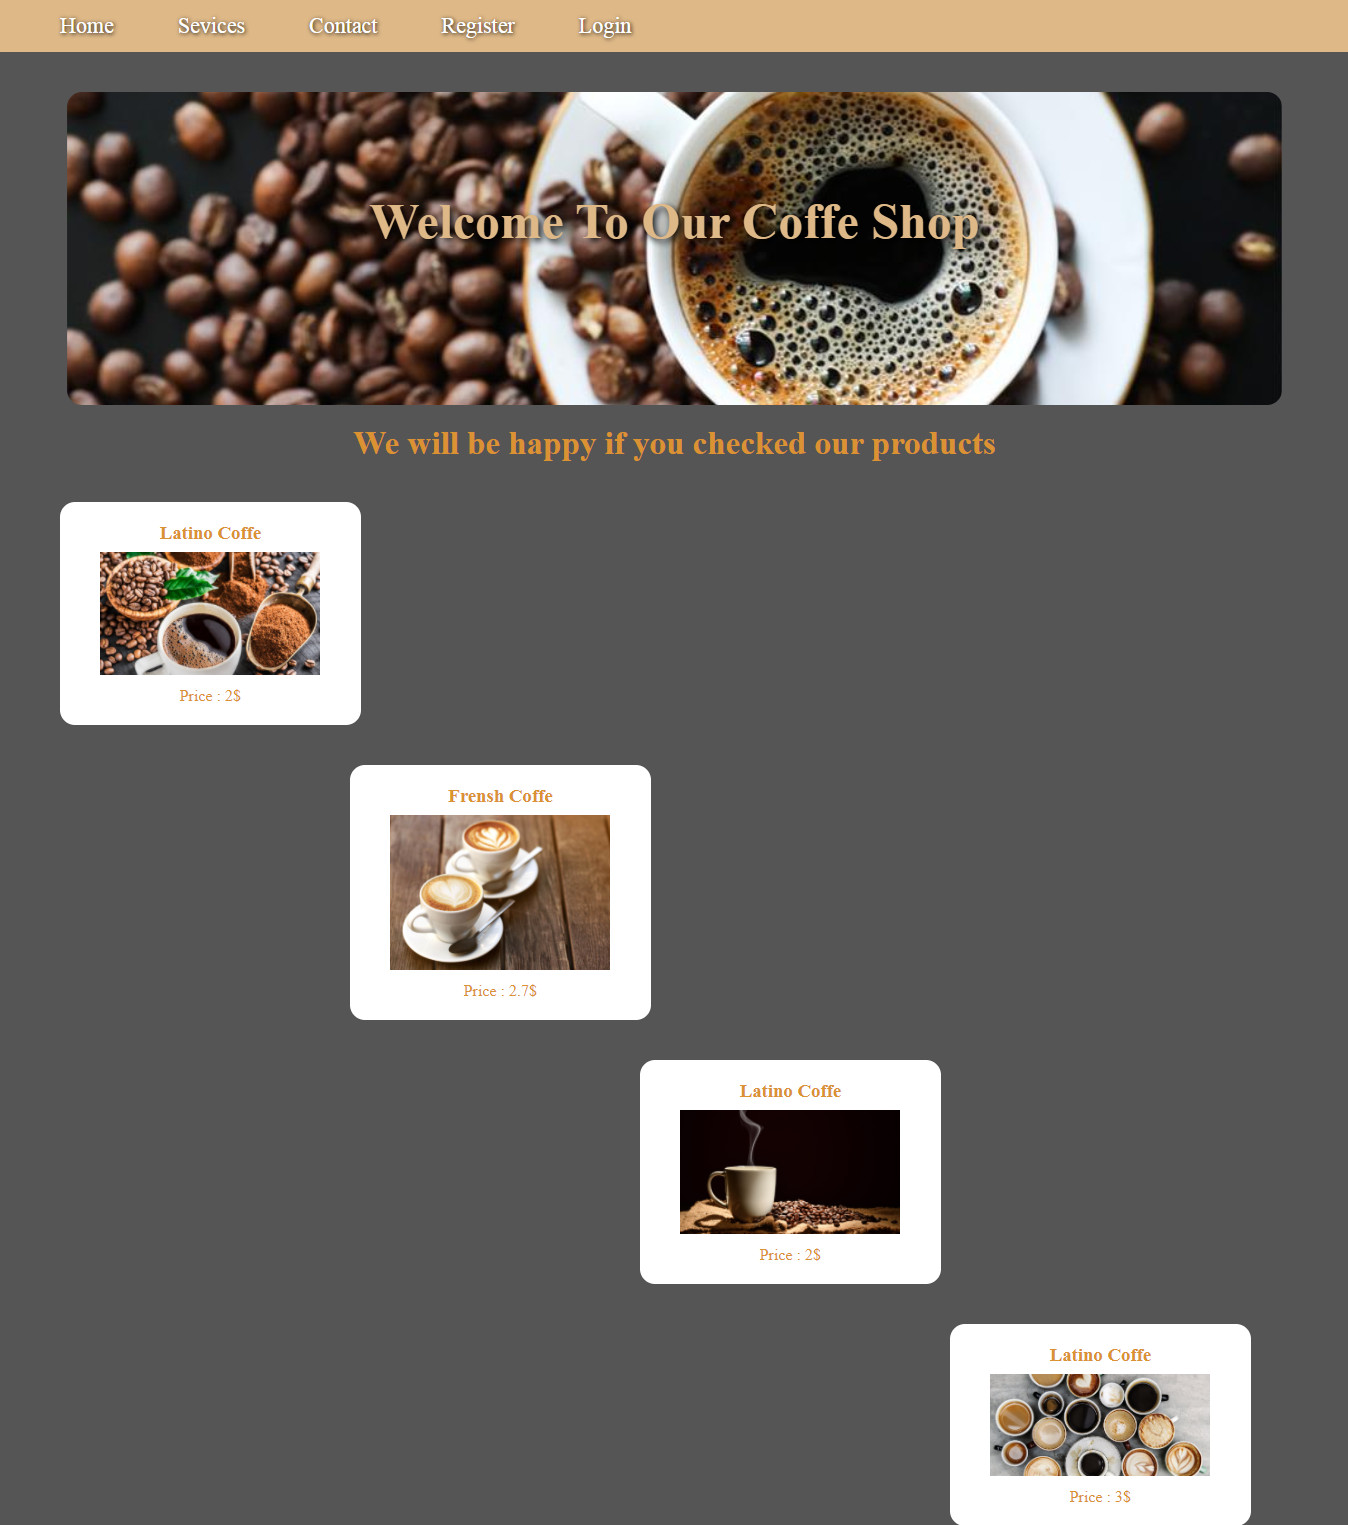 Home Sevices Contact Register Login
Welcome To Our Coffe Shop
We will be happy if you checked our products
Latino Coffe
Price : 2$
Frensh Coffe
Price : 2.7$
Latino Coffe
Price : 2$
Latino Coffe
Price : 3$